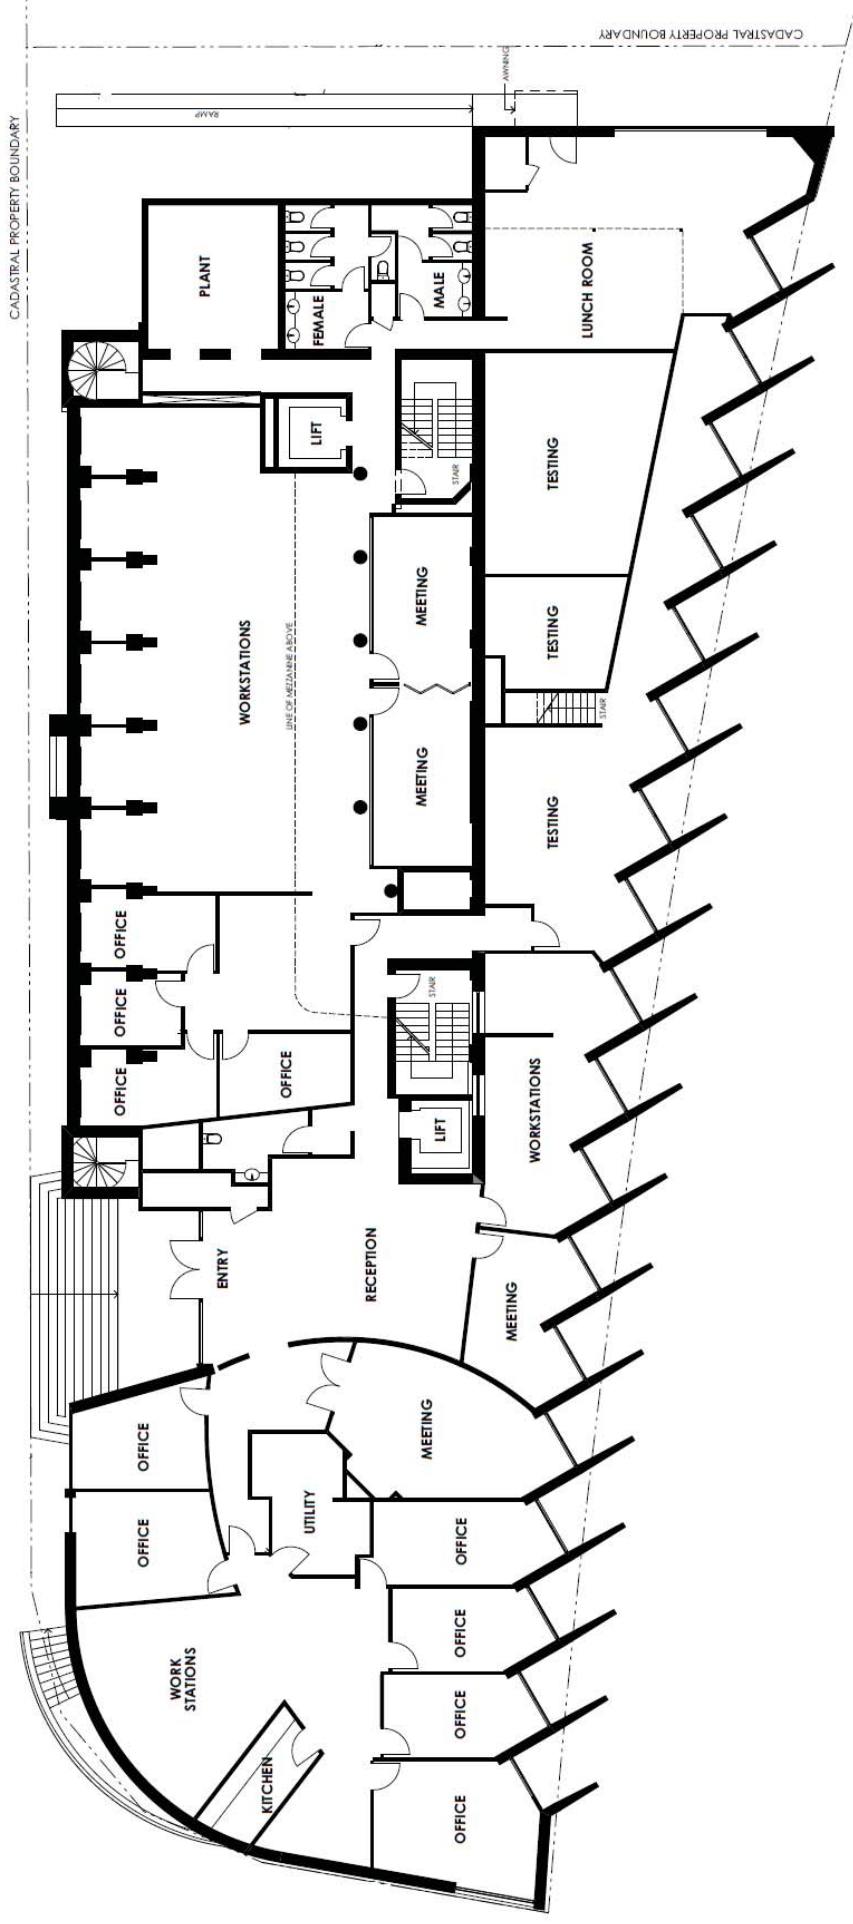 CADASTRAL PROPERTY BOUNDARY
CADASTRAL PROPERTY BOUNDARY
AWNING
RAMP
PLANT
FEMALE
MALE
LUNCH ROOM
LIFT
STAIR
TESTING
MEETING
TESTING
WORKSTATIONS
LINE OF MEZZANINE ABOVE
STAIR
MEETING
TESTING
OFFICE
OFFICE
STAIR
OFFICE
OFFICE
WORKSTATIONS
LIFT
ENTRY
RECEPTION
MEETING
OFFICE
MEETING
OFFICE
UTILITY
OFFICE
WORK
STATIONS
OFFICE
OFFICE
KITCHEN
OFFICE